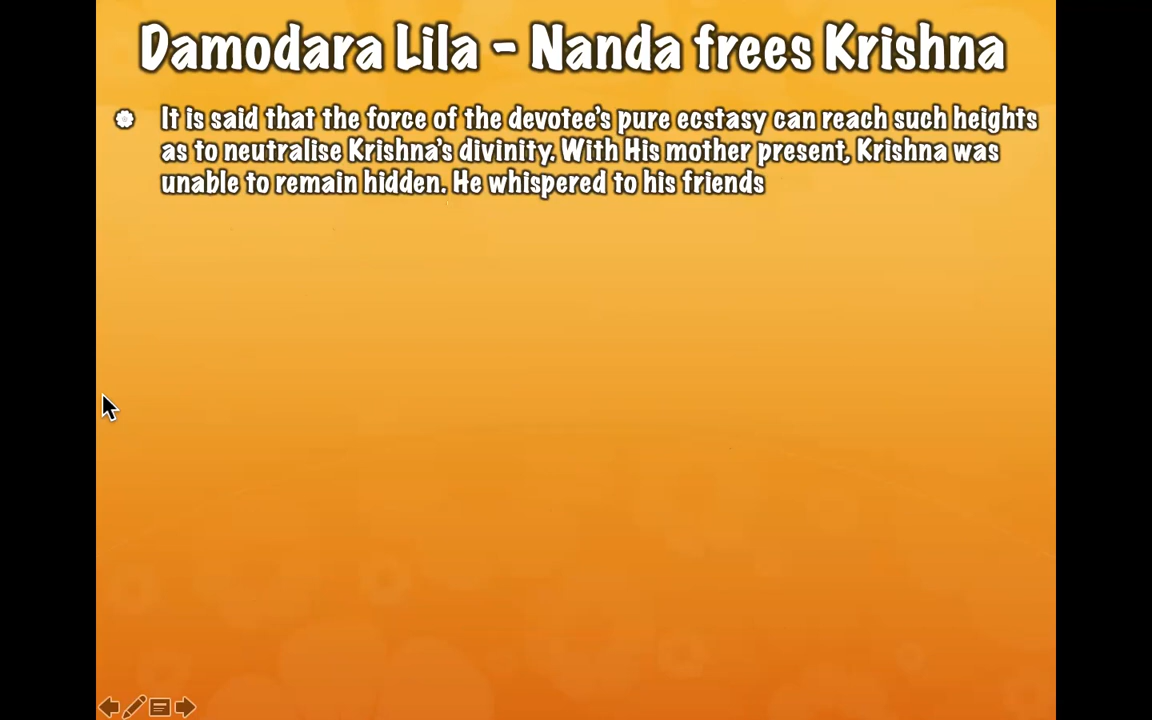 Damodara Lila - Nanda frees Krishna
It is said that the force of the devotee's pure ecstasy can reach such heights
as to neutralise Krishna's divinity. With His mother present, Krishna was
unable to remain hidden. He whispered to his friends